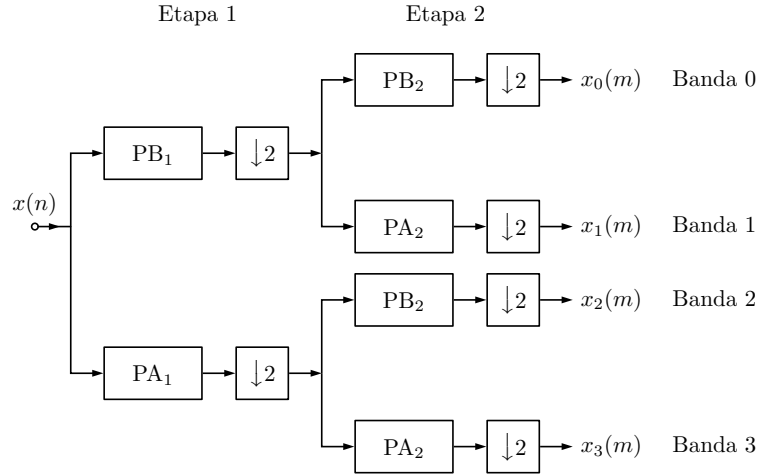 Etapa 1 Etapa 2
PB₂ ↓2 x₀(m) Banda 0
PB₁ ↓2
x(n)
PA₂ ↓2 x₁(m) Banda 1
PB₂ ↓2 x₂(m) Banda 2
PA₁ ↓2
PA₂ ↓2 x₃(m) Banda 3